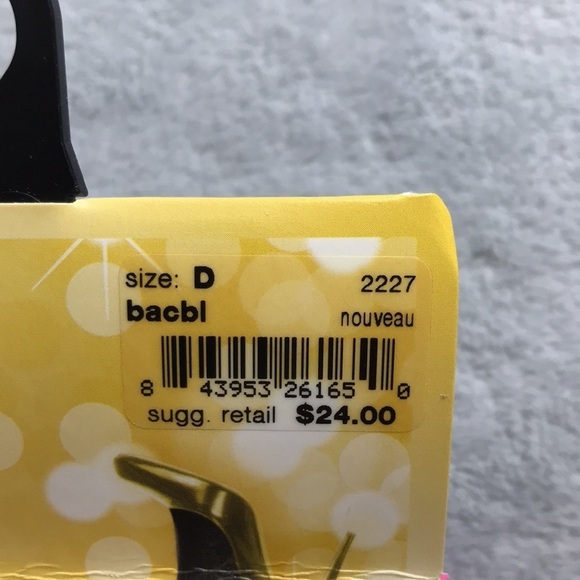 size: D 2227
bacbl nouveau
8 43953 26165 0
sugg. retail $24.00